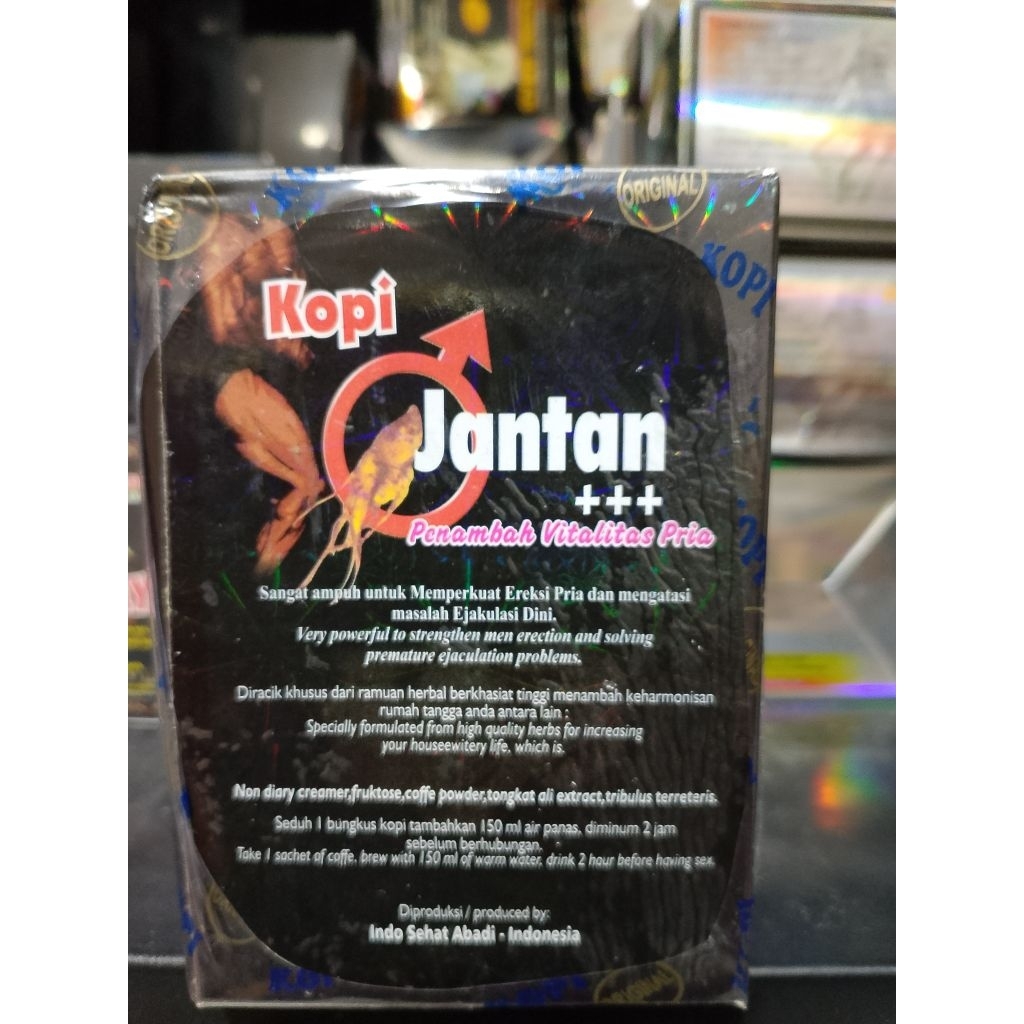 ORIGINAL
KOPI
Kopi
Jantan
+++
Penambah Vitalitas Pria
Sangat ampuh untuk Memperkuat Ereksi Pria dan mengatasi
masalah Ejakulasi Dini.
Very powerful to strengthen men erection and solving
premature ejaculation problems.
Diracik khusus dari ramuan herbal berkhasiat tinggi menambah keharmonisan
rumah tangga anda antara lain :
Specially formulated from high quality herbs for increasing
your houseewitery life, which is.
Non diary creamer,fruktose,coffe powder,tongkat ali extract,tribulus terreteris.
Seduh 1 bungkus kopi tambahkan 150 ml air panas. diminum 2 jam
sebelum berhubungan.
Take 1 sachet of coffe, brew with 150 ml of warm water, drink 2 hour before having sex.
Diproduksi / produced by:
Indo Sehat Abadi - Indonesia
ORIGINAL